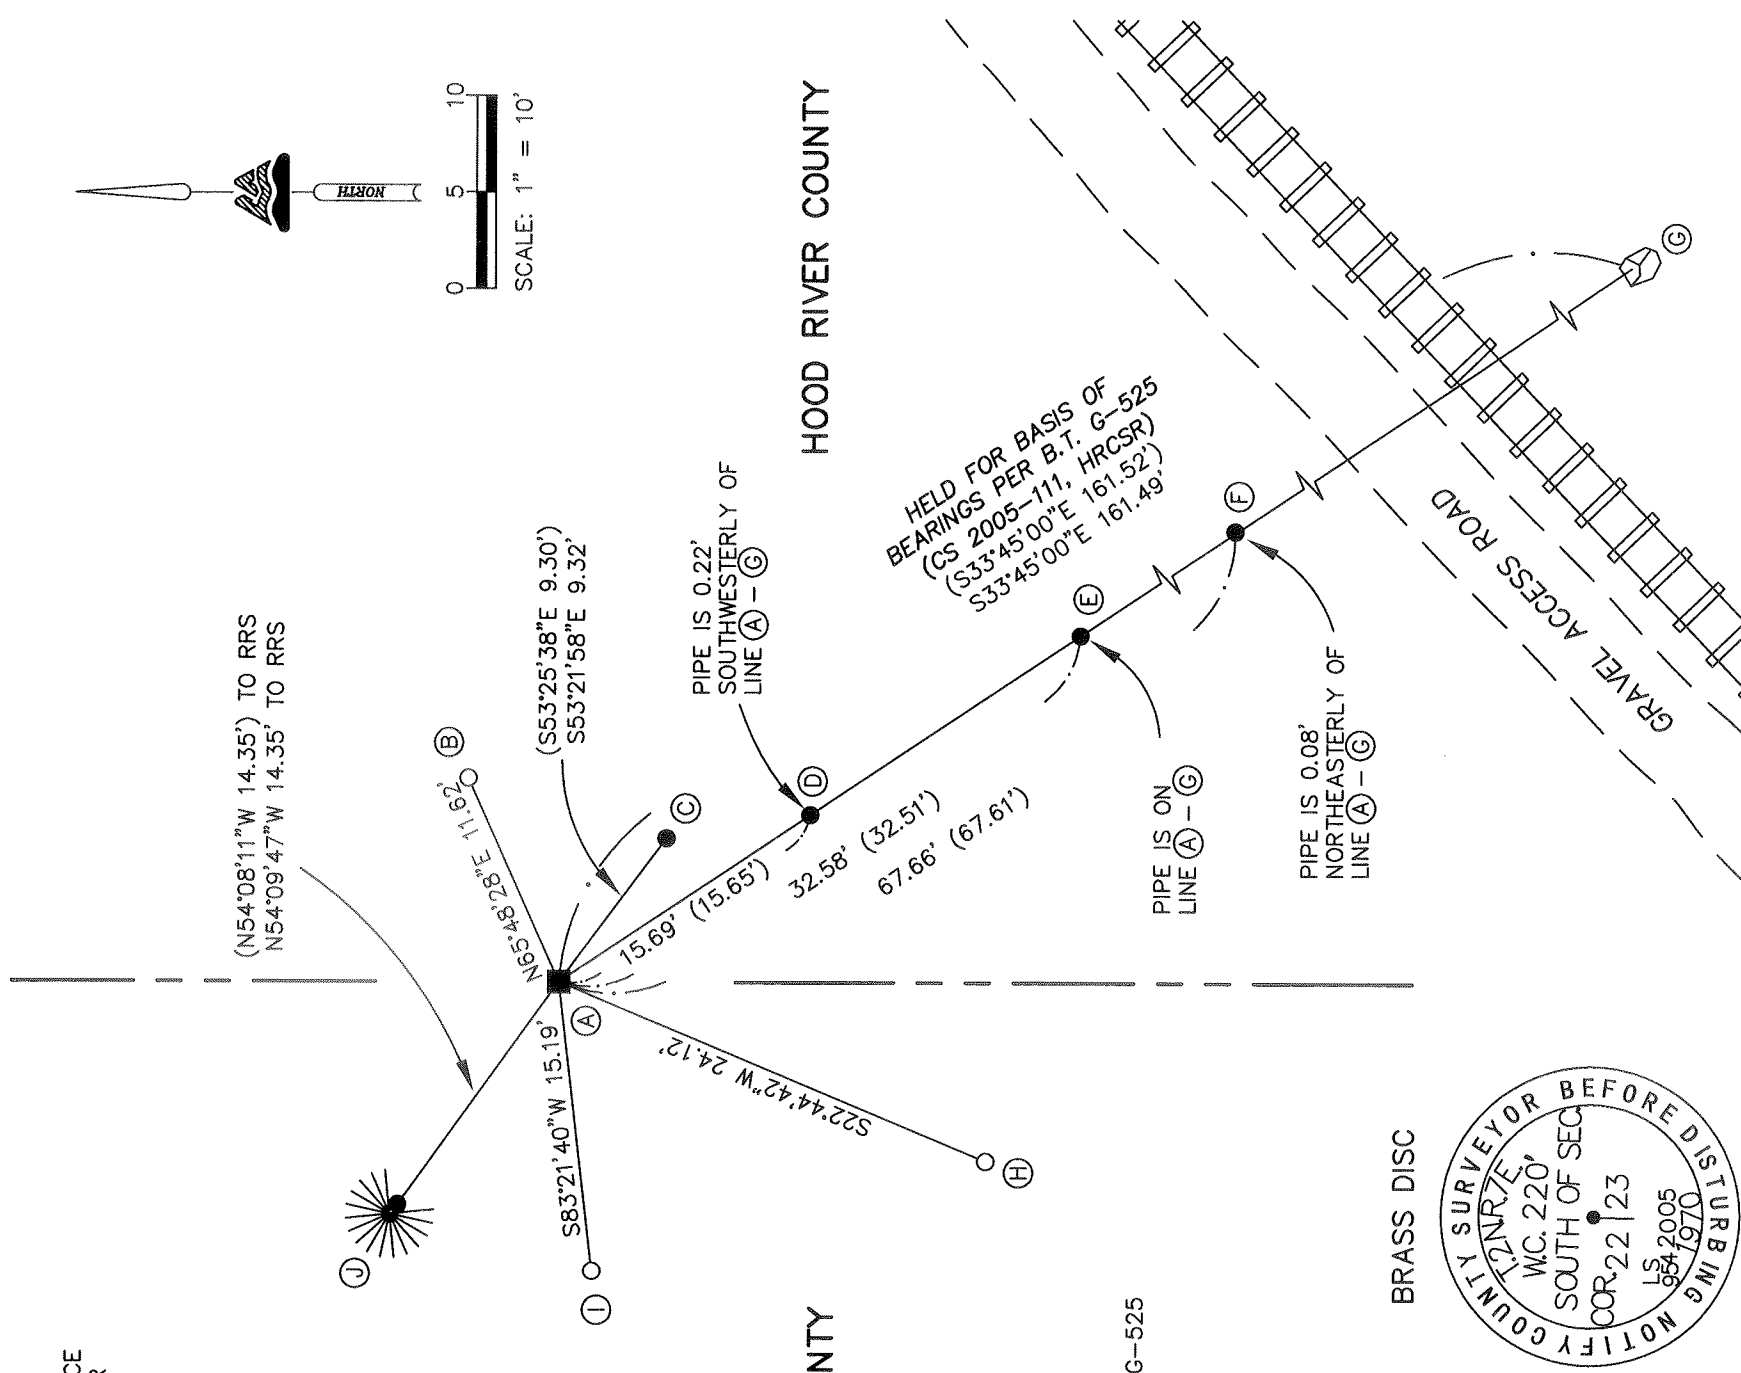 CE
R
NORTH
0 5 10
SCALE: 1" = 10'
HOOD RIVER COUNTY
(N54°08'11"W 14.35') TO RRS
N54°09'47"W 14.35' TO RRS
J
B
N65°48'28"E 11.62'
(S53°25'38"E 9.30')
S53°21'58"E 9.32'
C
A
S83°21'40"W 15.19'
I
S22°44'42"W 24.12'
H
PIPE IS 0.22'
SOUTHWESTERLY OF
LINE A - G
D
15.69' (15.65')
32.58' (32.51')
67.66' (67.61')
HELD FOR BASIS OF
BEARINGS PER B.T. G-525
(CS 2005-111, HRCSR)
(S33°45'00"E 161.52')
S33°45'00"E 161.49'
E
F
G
PIPE IS ON
LINE A - G
PIPE IS 0.08'
NORTHEASTERLY OF
LINE A - G
GRAVEL ACCESS ROAD
NTY
G-525
BRASS DISC
NOTIFY COUNTY SURVEYOR BEFORE DISTURBING
T.2N.R.7E.
W.C. 220'
SOUTH OF SEC.
COR. 22|23
LS
954 2005
1970